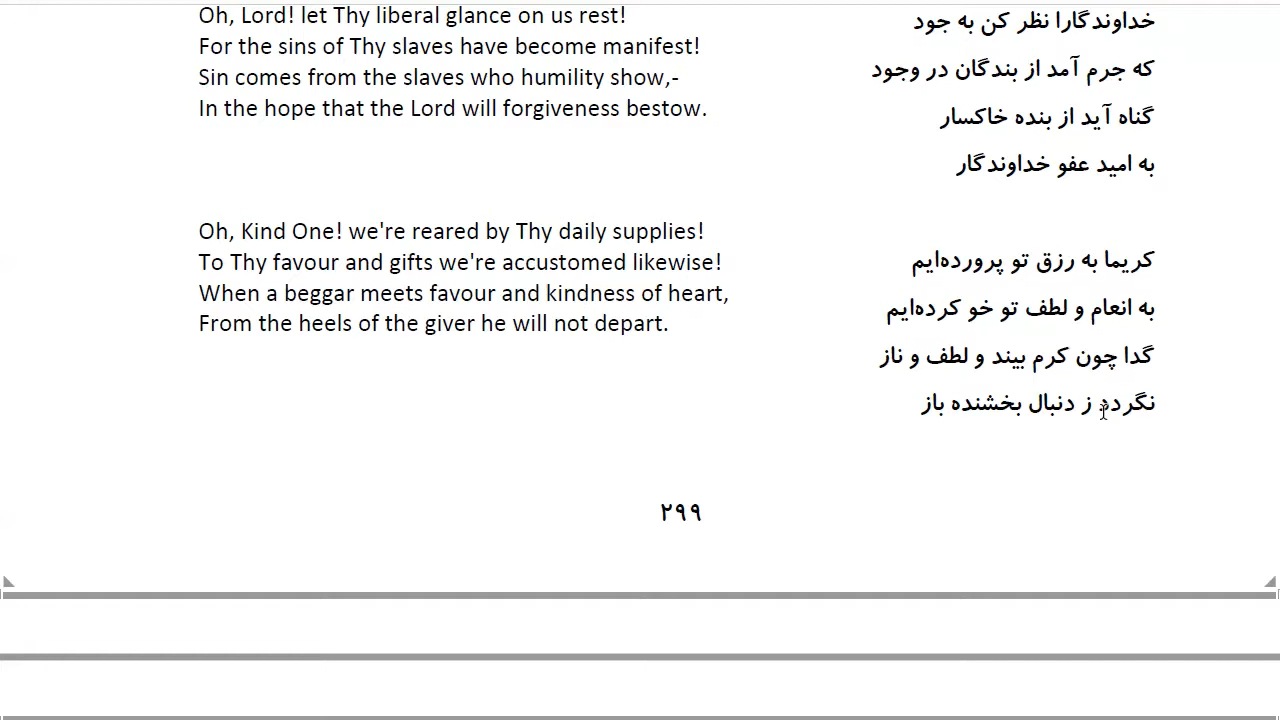 Oh, Lord! let Thy liberal glance on us rest!
For the sins of Thy slaves have become manifest!
Sin comes from the slaves who humility show,-
In the hope that the Lord will forgiveness bestow.
خداوندگارا نظر کن به جود
که جرم آمد از بندگان در وجود
گناه آید از بنده خاکسار
به امید عفو خداوندگار
Oh, Kind One! we're reared by Thy daily supplies!
To Thy favour and gifts we're accustomed likewise!
When a beggar meets favour and kindness of heart,
From the heels of the giver he will not depart.
کریما به رزق تو پرورده‌ایم
به انعام و لطف تو خو کرده‌ایم
گدا چون کرم بیند و لطف و ناز
نگردد ز دنبال بخشنده باز
۲۹۹